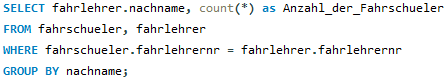 SELECT fahrlehrer.nachname, count(*) as Anzahl_der_Fahrschueler
FROM fahrschueler, fahrlehrer
WHERE fahrschueler.fahrlehrernr = fahrlehrer.fahrlehrernr
GROUP BY nachname;